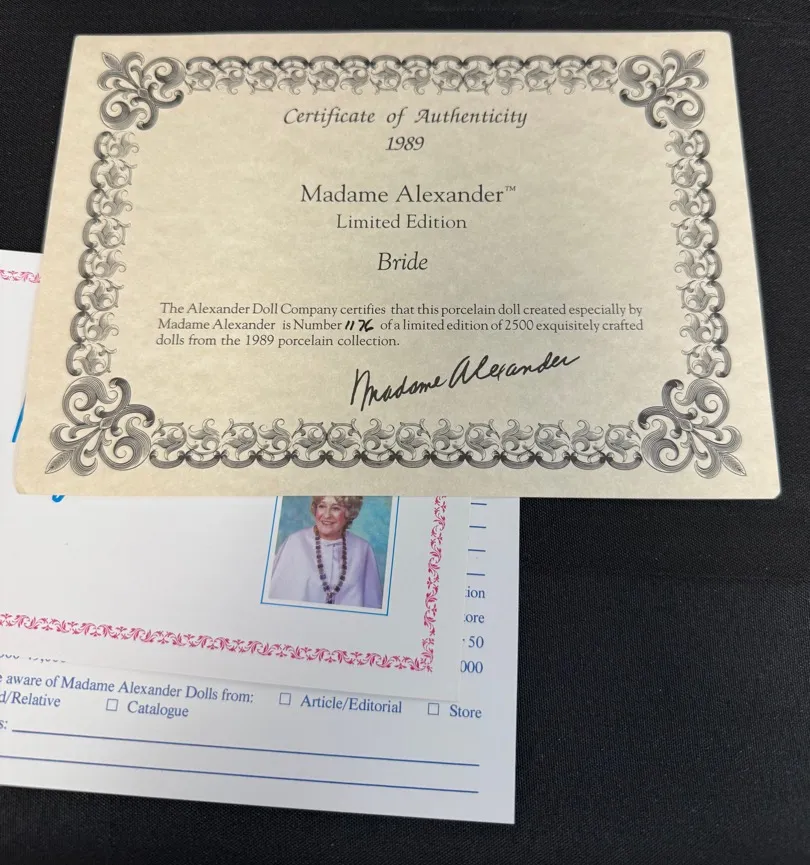 Certificate of Authenticity
1989
Madame Alexander™
Limited Edition
Bride
The Alexander Doll Company certifies that this porcelain doll created especially by
Madame Alexander is Number 1176 of a limited edition of 2500 exquisitely crafted
dolls from the 1989 porcelain collection.
Madame Alexander
50
000
aware of Madame Alexander Dolls from:
/Relative ☐ Catalogue ☐ Article/Editorial ☐ Store